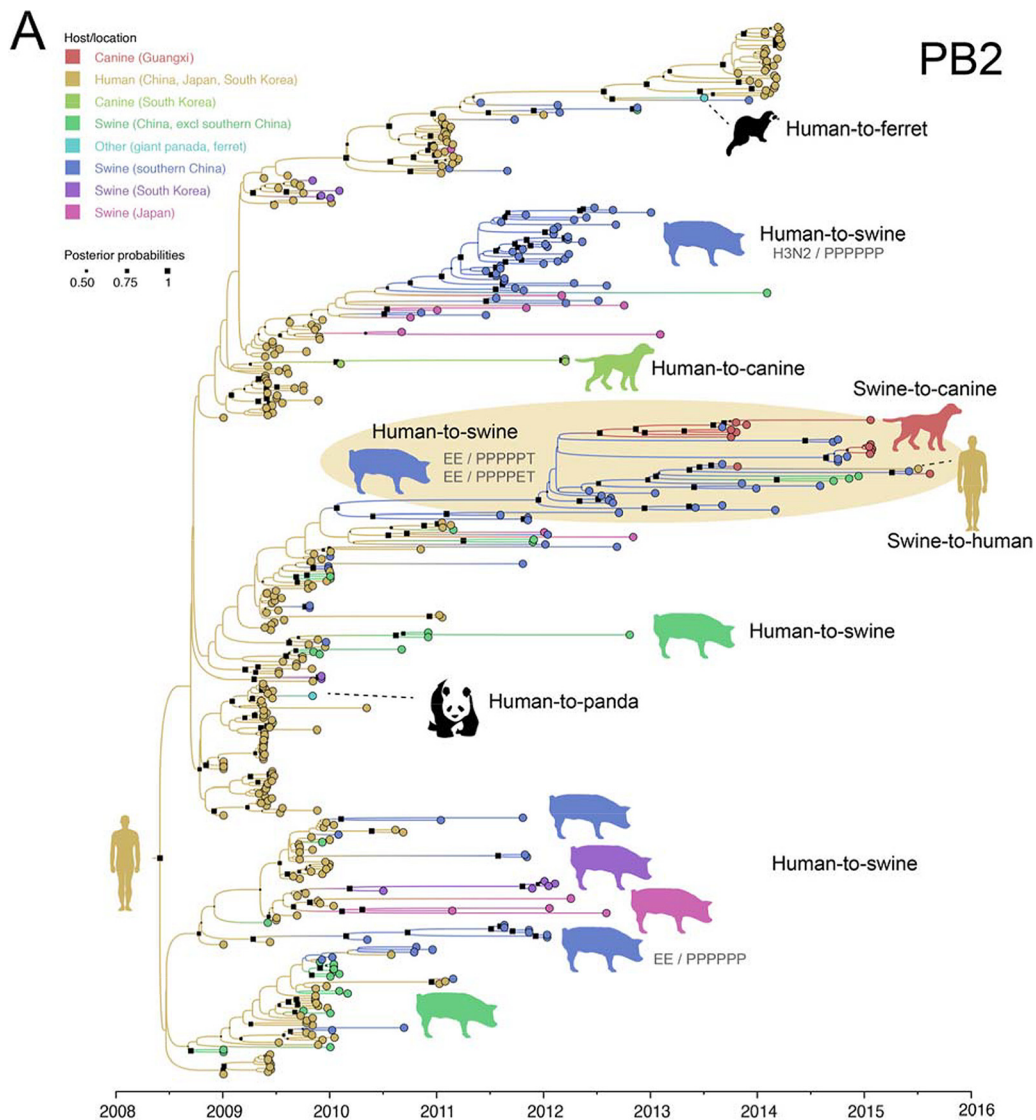 A
PB2
Host/location
Canine (Guangxi)
Human (China, Japan, South Korea)
Canine (South Korea)
Swine (China, excl southern China)
Other (giant panada, ferret)
Swine (southern China)
Swine (South Korea)
Swine (Japan)
Posterior probabilities
0.50 0.75 1
Human-to-ferret
Human-to-swine
H3N2 / PPPPPP
Human-to-canine
Swine-to-canine
Human-to-swine
EE / PPPPPT
EE / PPPPET
Swine-to-human
Human-to-swine
Human-to-panda
Human-to-swine
EE / PPPPPP
2008 2009 2010 2011 2012 2013 2014 2015 2016